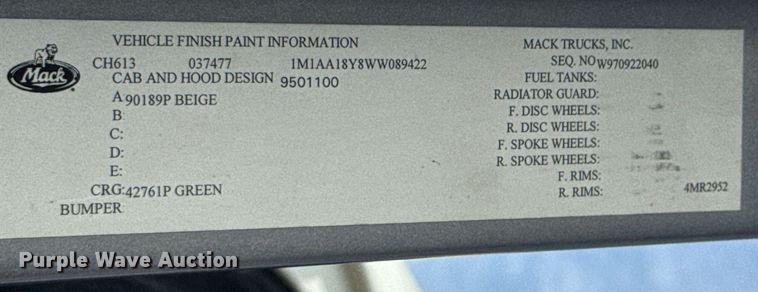 VEHICLE FINISH PAINT INFORMATION MACK TRUCKS, INC.
Mack
CH613 037477 1M1AA18Y8WW089422 SEQ. NO W970922040
CAB AND HOOD DESIGN 9501100 FUEL TANKS:
A 90189P BEIGE RADIATOR GUARD:
B: F. DISC WHEELS:
C: R. DISC WHEELS:
D: F. SPOKE WHEELS:
E: R. SPOKE WHEELS:
F. RIMS:
CRG:42761P GREEN R. RIMS: 4MR2952
BUMPER
Purple Wave Auction